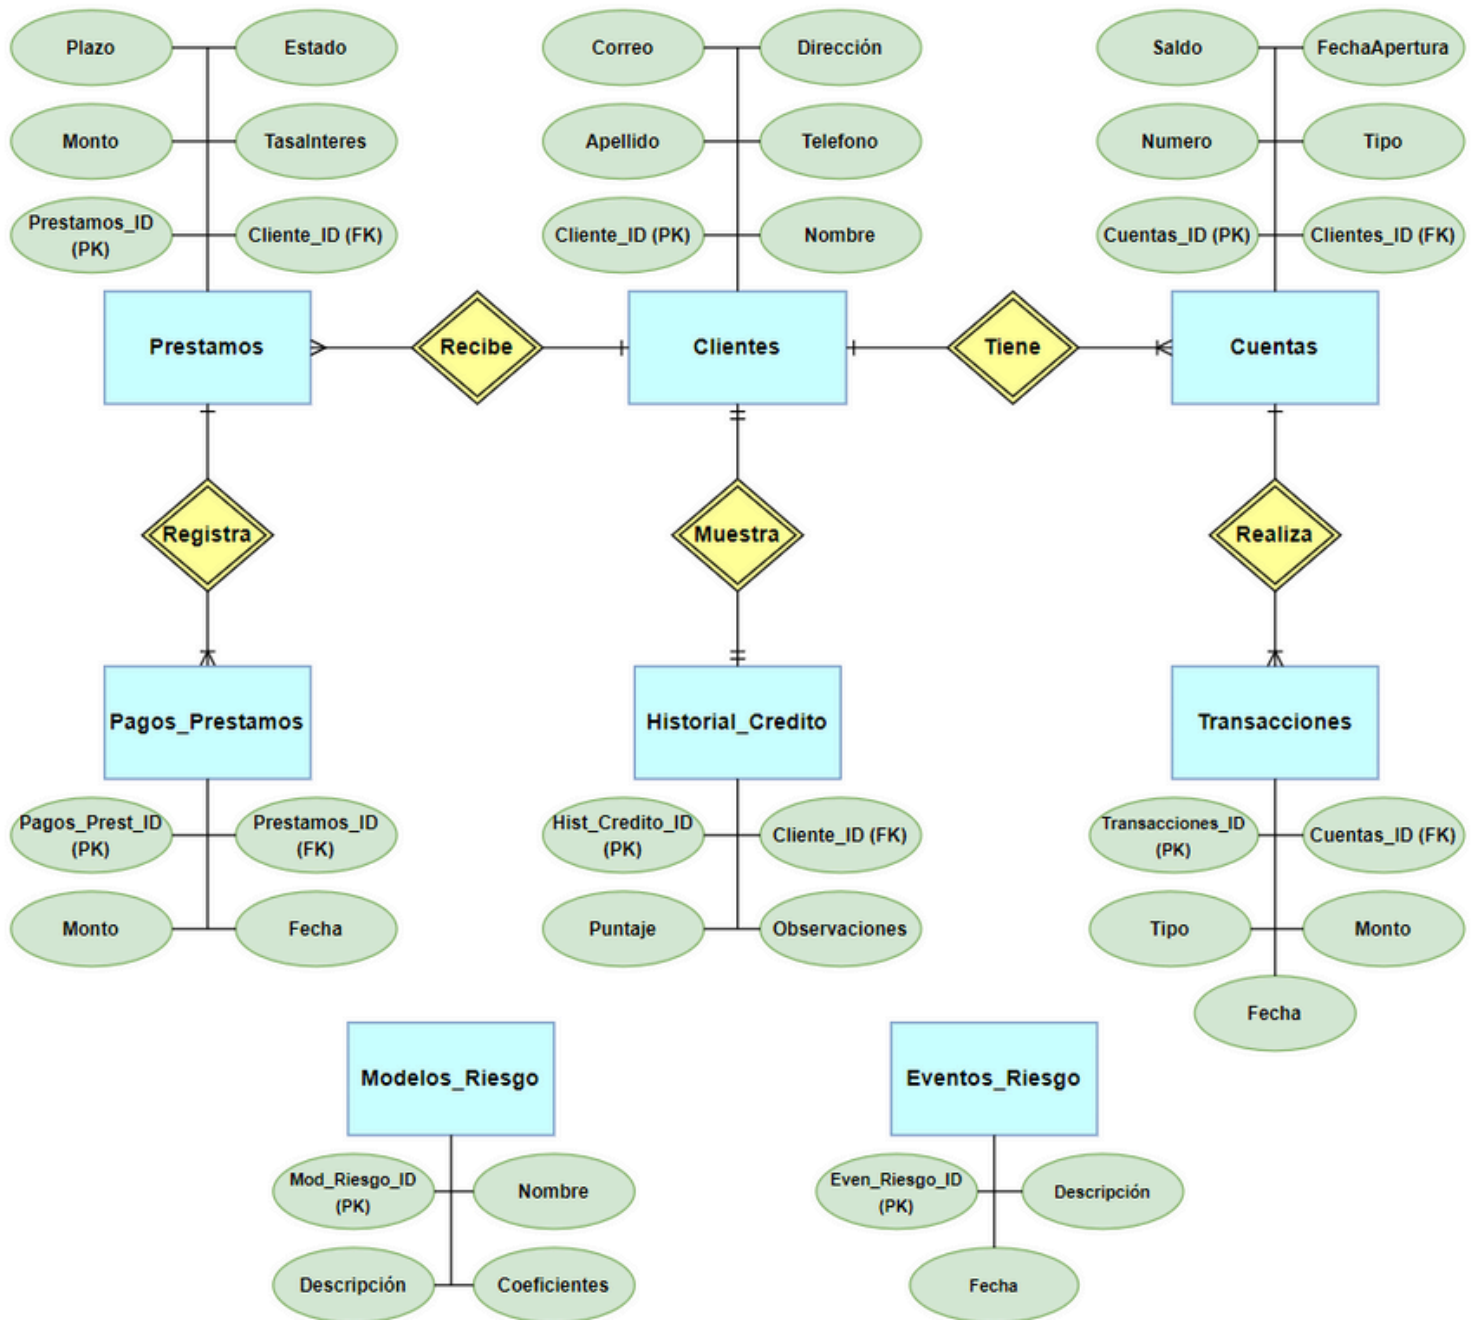 Plazo
Estado
Correo
Dirección
Saldo
FechaApertura
Monto
TasaInteres
Apellido
Telefono
Numero
Tipo
Prestamos_ID
(PK)
Cliente_ID (FK)
Cliente_ID (PK)
Nombre
Cuentas_ID (PK)
Clientes_ID (FK)
Prestamos
Recibe
Clientes
Tiene
Cuentas
Registra
Muestra
Realiza
Pagos_Prestamos
Historial_Credito
Transacciones
Pagos_Prest_ID
(PK)
Prestamos_ID
(FK)
Hist_Credito_ID
(PK)
Cliente_ID (FK)
Transacciones_ID
(PK)
Cuentas_ID (FK)
Monto
Fecha
Puntaje
Observaciones
Tipo
Monto
Fecha
Modelos_Riesgo
Eventos_Riesgo
Mod_Riesgo_ID
(PK)
Nombre
Even_Riesgo_ID
(PK)
Descripción
Descripción
Coeficientes
Fecha